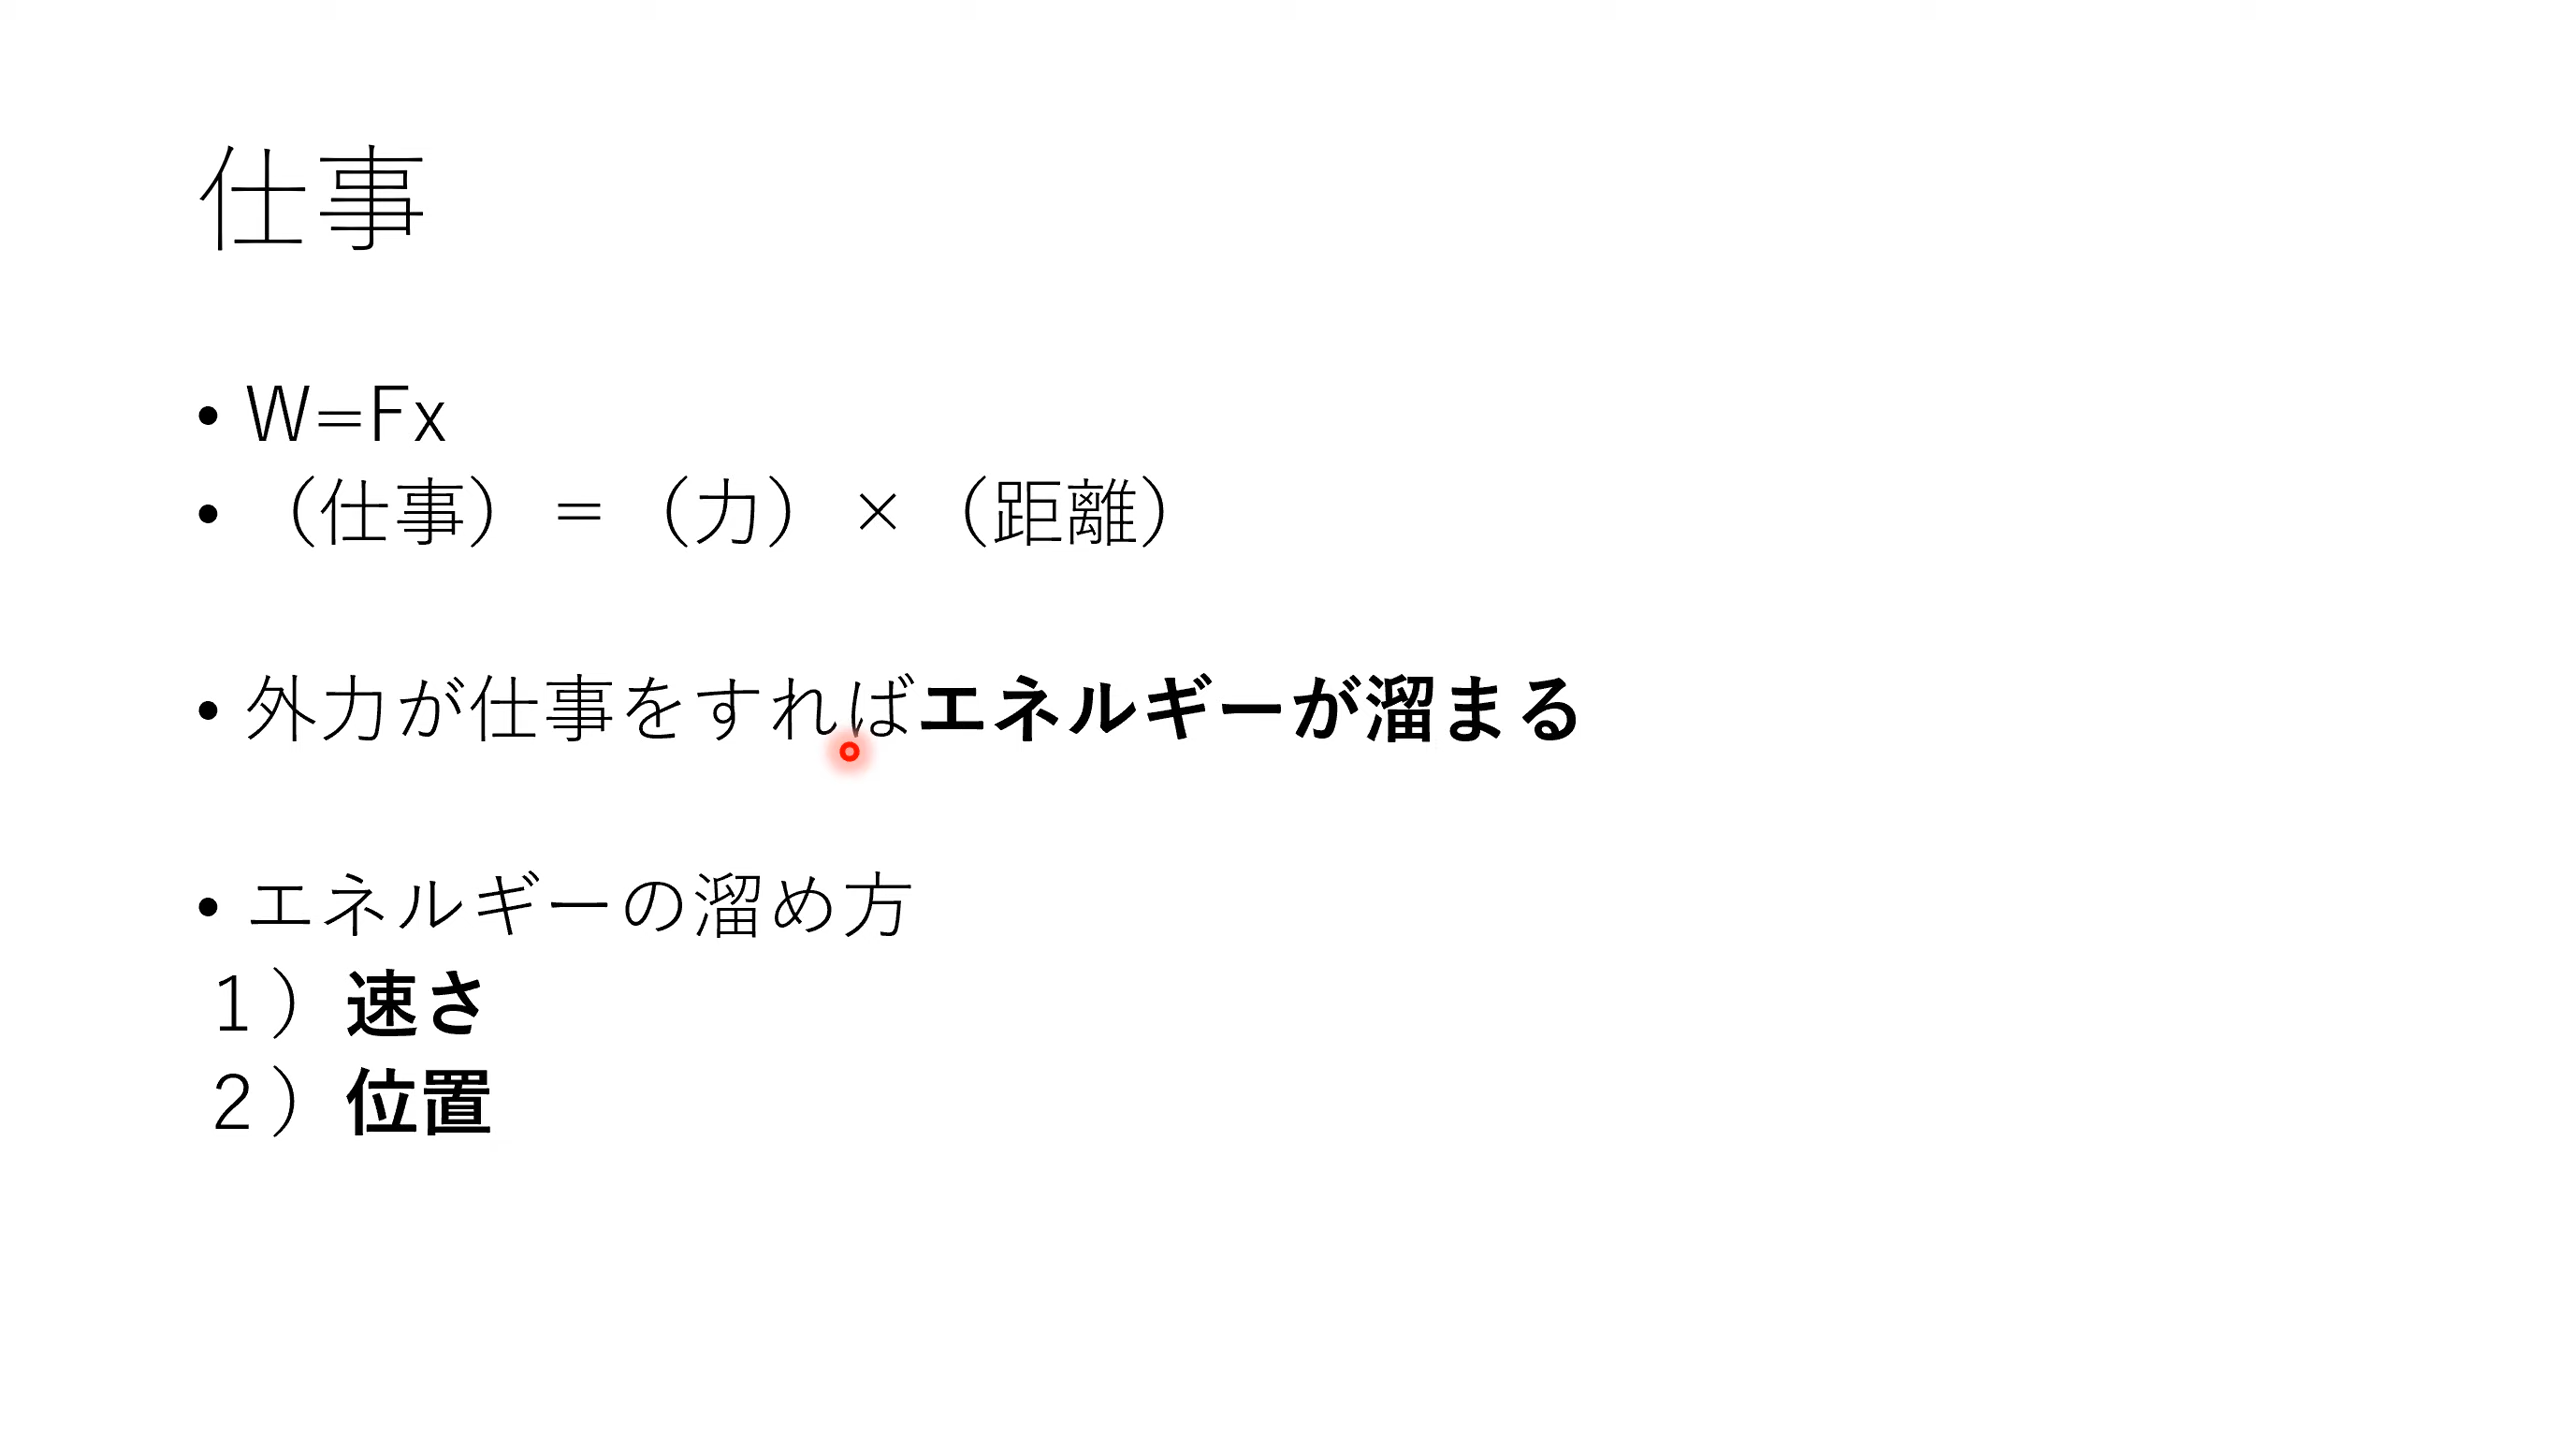 仕事
• W=Fx
• （仕事）＝（力）×（距離）
• 外力が仕事をすればエネルギーが溜まる
• エネルギーの溜め方
１）速さ
２）位置